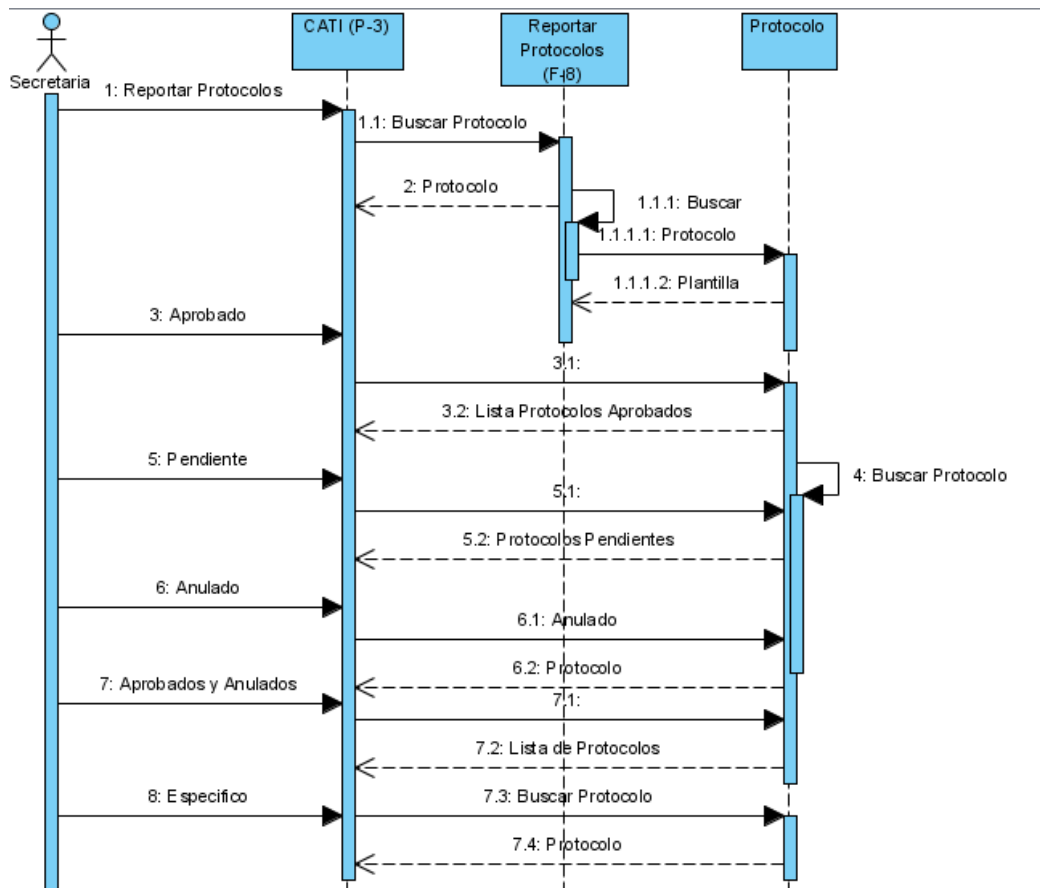 CATI (P-3)
Reportar
Protocolos
(F-8)
Protocolo
Secretaria
1: Reportar Protocolos
1.1: Buscar Protocolo
2: Protocolo
1.1.1: Buscar
1.1.1.1: Protocolo
1.1.1.2: Plantilla
3: Aprobado
3.1:
3.2: Lista Protocolos Aprobados
5: Pendiente
4: Buscar Protocolo
5.1:
5.2: Protocolos Pendientes
6: Anulado
6.1: Anulado
6.2: Protocolo
7: Aprobados y Anulados
7.1:
7.2: Lista de Protocolos
8: Especifico
7.3: Buscar Protocolo
7.4: Protocolo